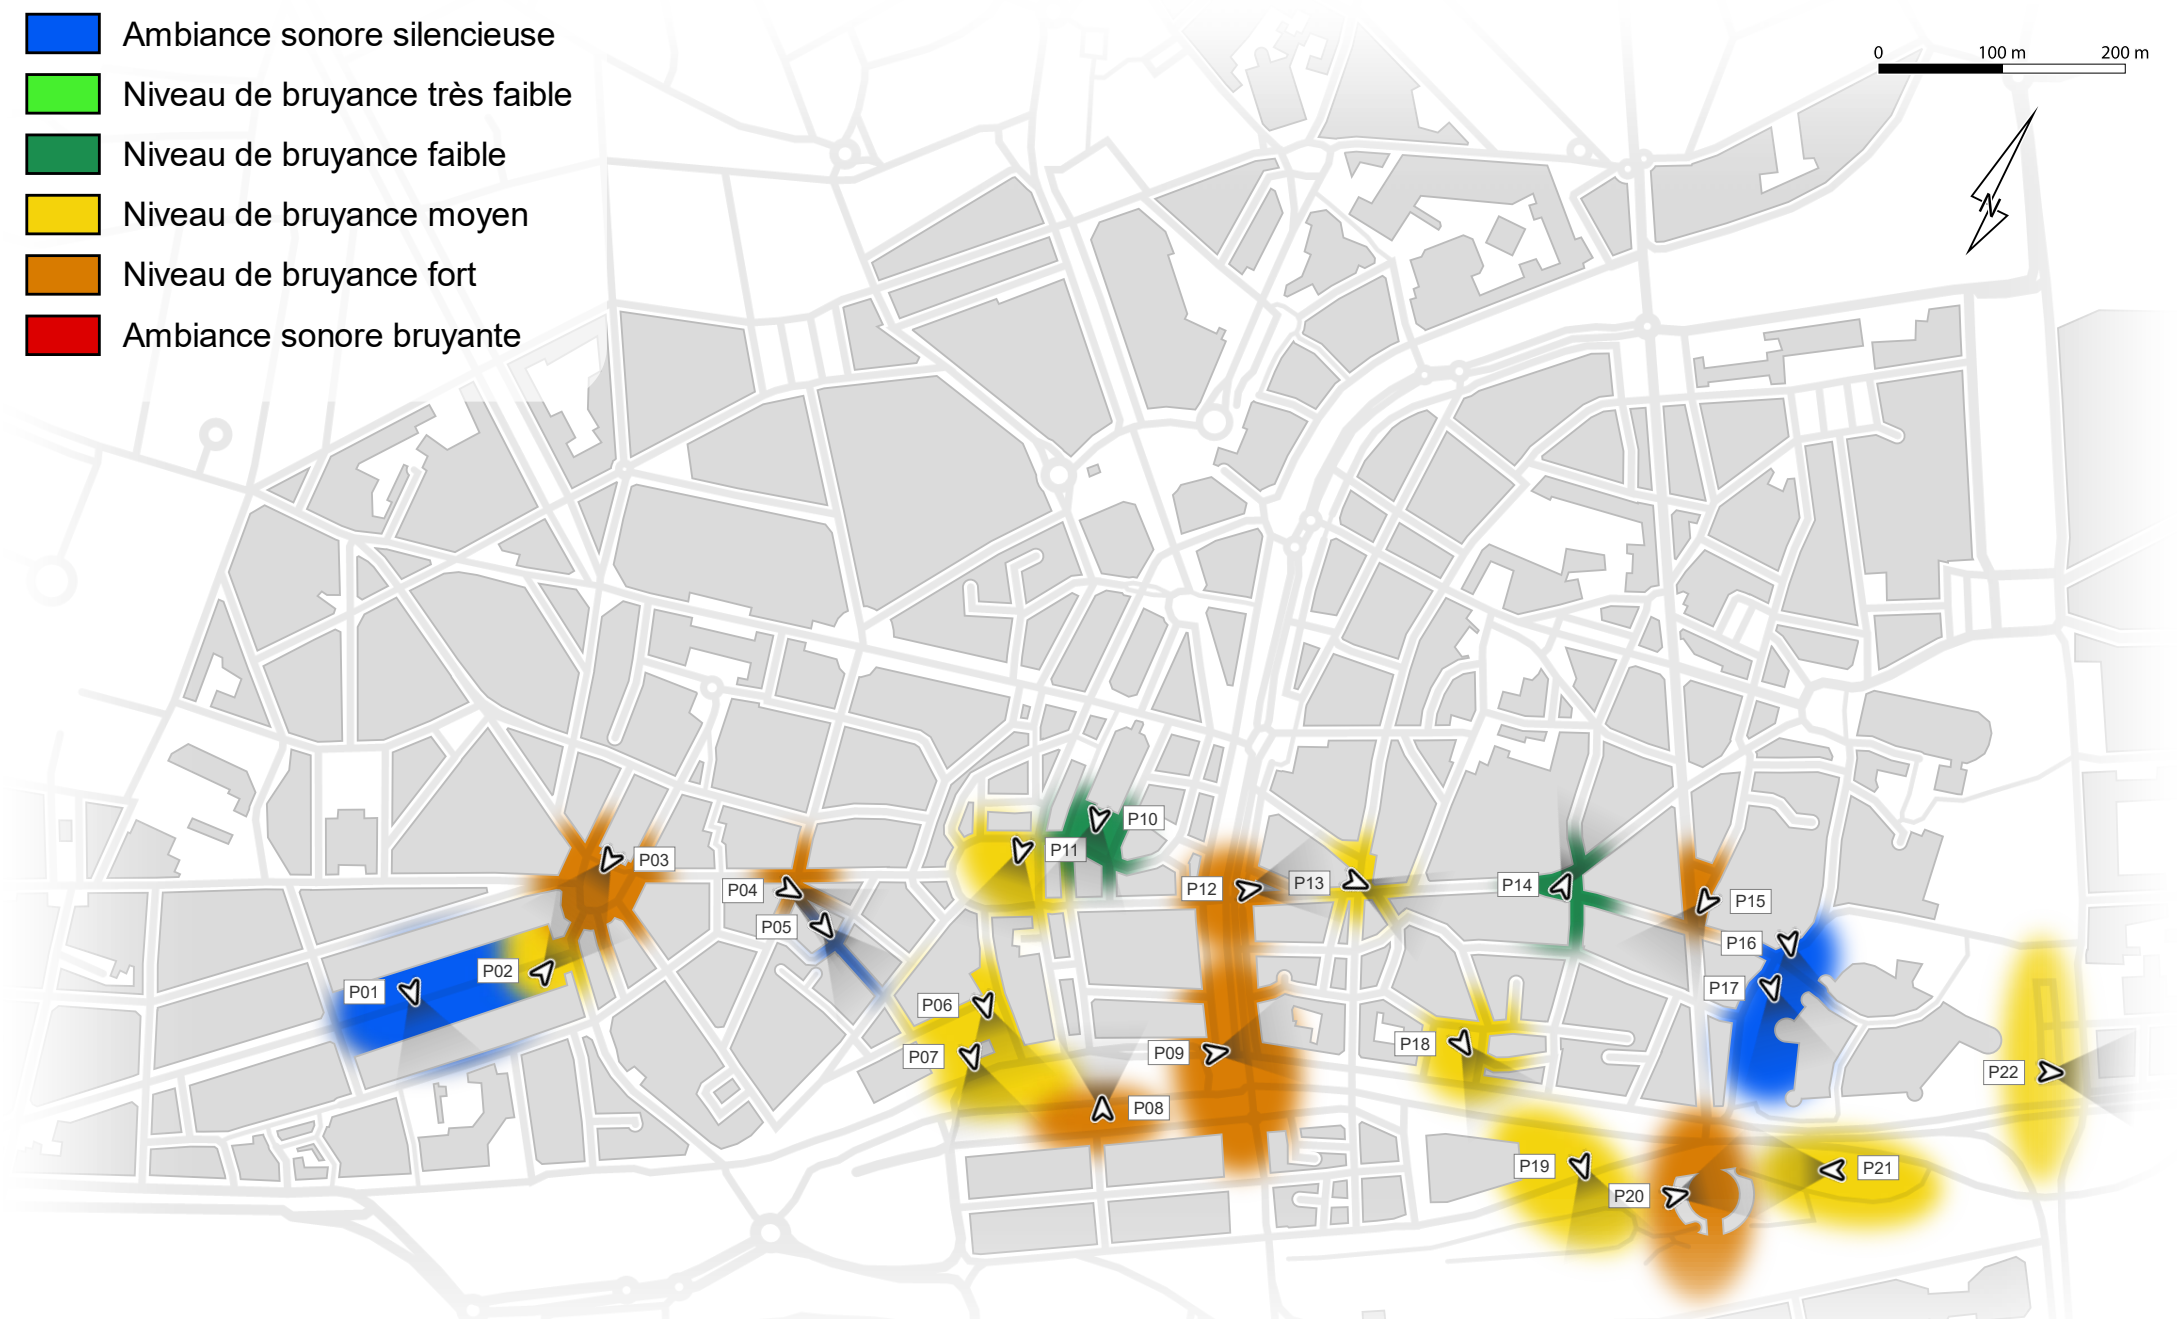 Ambiance sonore silencieuse
Niveau de bruyance très faible
Niveau de bruyance faible
Niveau de bruyance moyen
Niveau de bruyance fort
Ambiance sonore bruyante
0 100 m 200 m
N
P10
P11
P03
P04
P12
P13
P14
P15
P05
P16
P02
P01
P17
P06
P18
P07
P09
P22
P08
P19
P21
P20